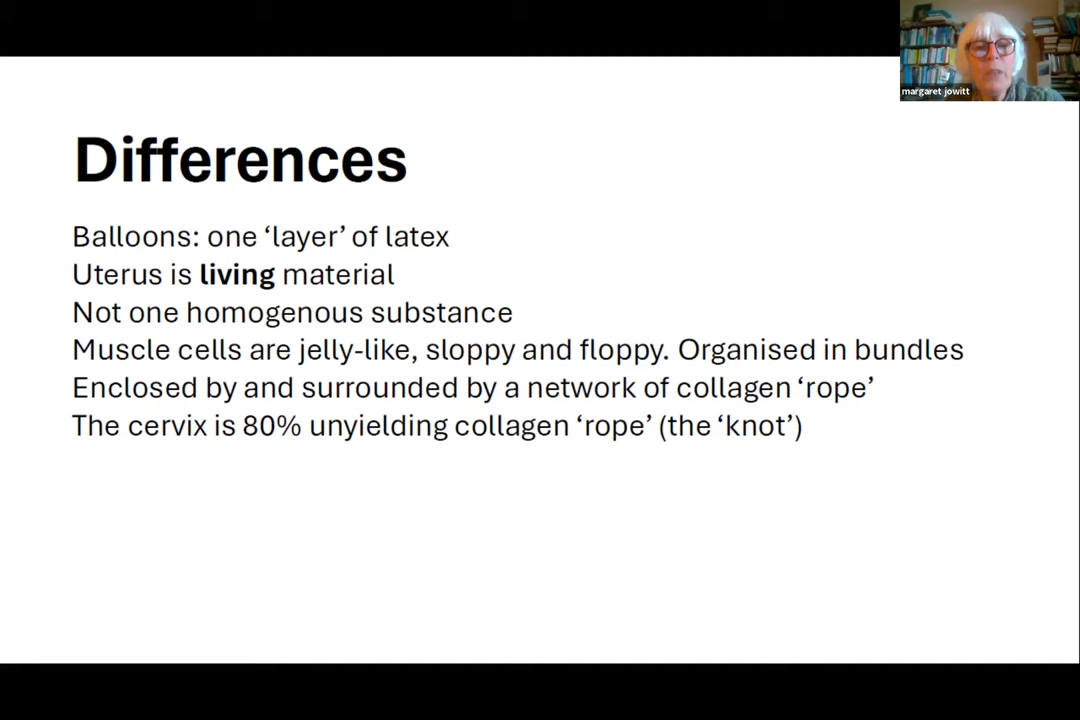 margaret jowitt
Differences
Balloons: one ‘layer’ of latex
Uterus is living material
Not one homogenous substance
Muscle cells are jelly-like, sloppy and floppy. Organised in bundles
Enclosed by and surrounded by a network of collagen ‘rope’
The cervix is 80% unyielding collagen ‘rope’ (the ‘knot’)